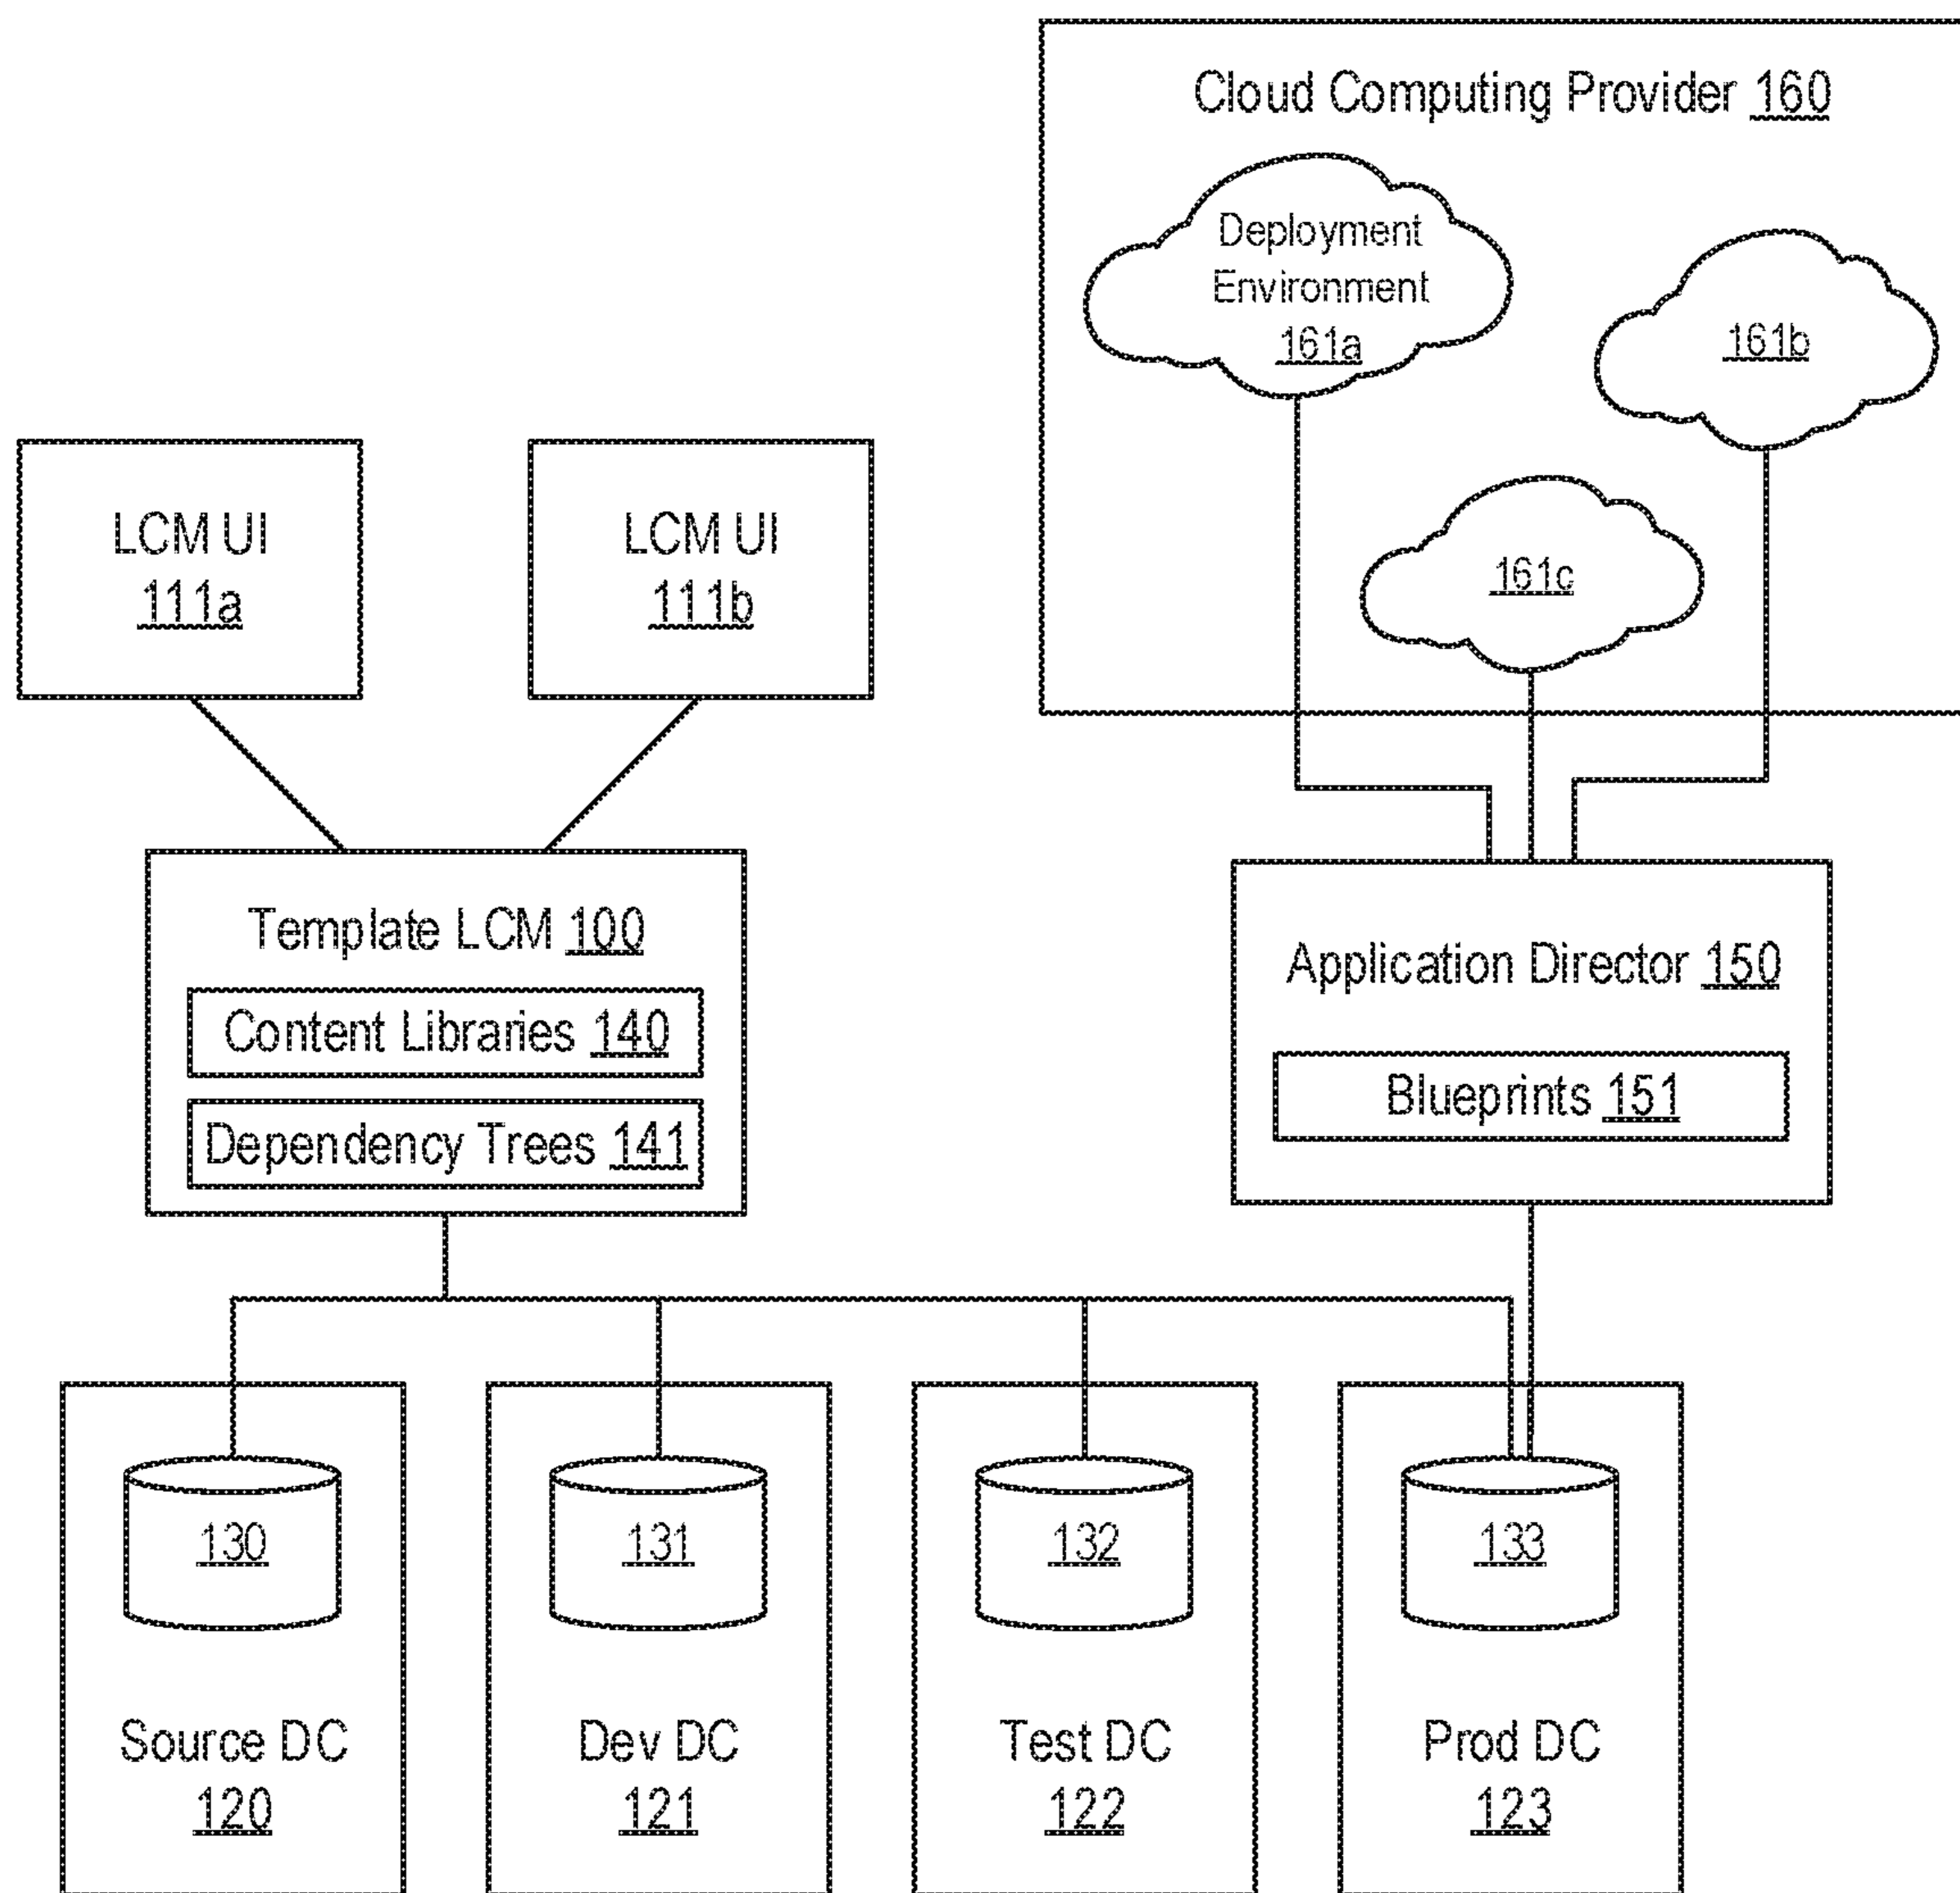 Cloud Computing Provider 160
Deployment
Environment
161a
161b
161c
LCM UI
111a
LCM UI
111b
Template LCM 100
Content Libraries 140
Dependency Trees 141
Application Director 150
Blueprints 151
130
131
132
133
Source DC
120
Dev DC
121
Test DC
122
Prod DC
123